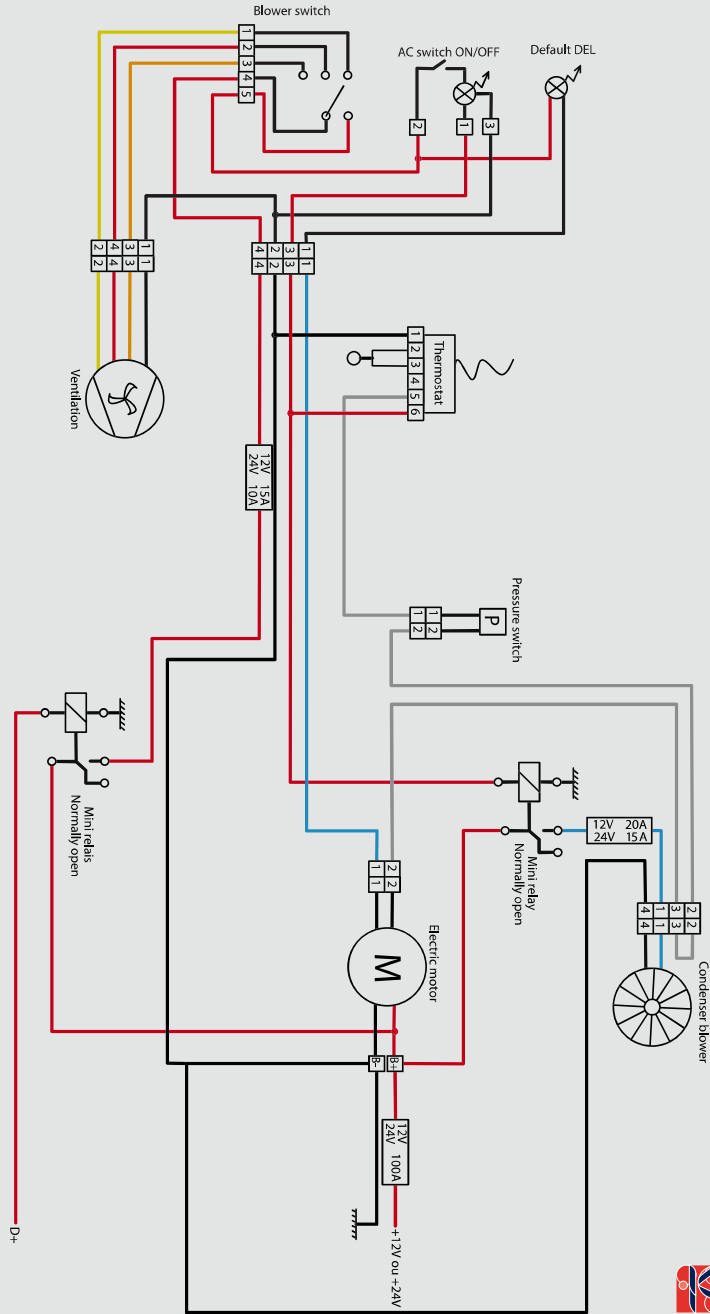 Blower switch
AC switch ON/OFF
Default DEL
1
2
3
4
5
2
1
3
2 4 3 1
2 4 3 1
4 2 3 1
4 2 3 1
Thermostat
1
2
3
4
5
6
Ventilation
12V 15A
24V 10A
Pressure switch
P
1 2
1 2
Mini relais
Normally open
Mini relay
Normally open
12V 20A
24V 15A
1 2
1 2
Electric motor
M
4 1 3 2
4 1 3 2
Condenser blower
B-
B+
12V 100A
24V
+12V ou +24V
D+